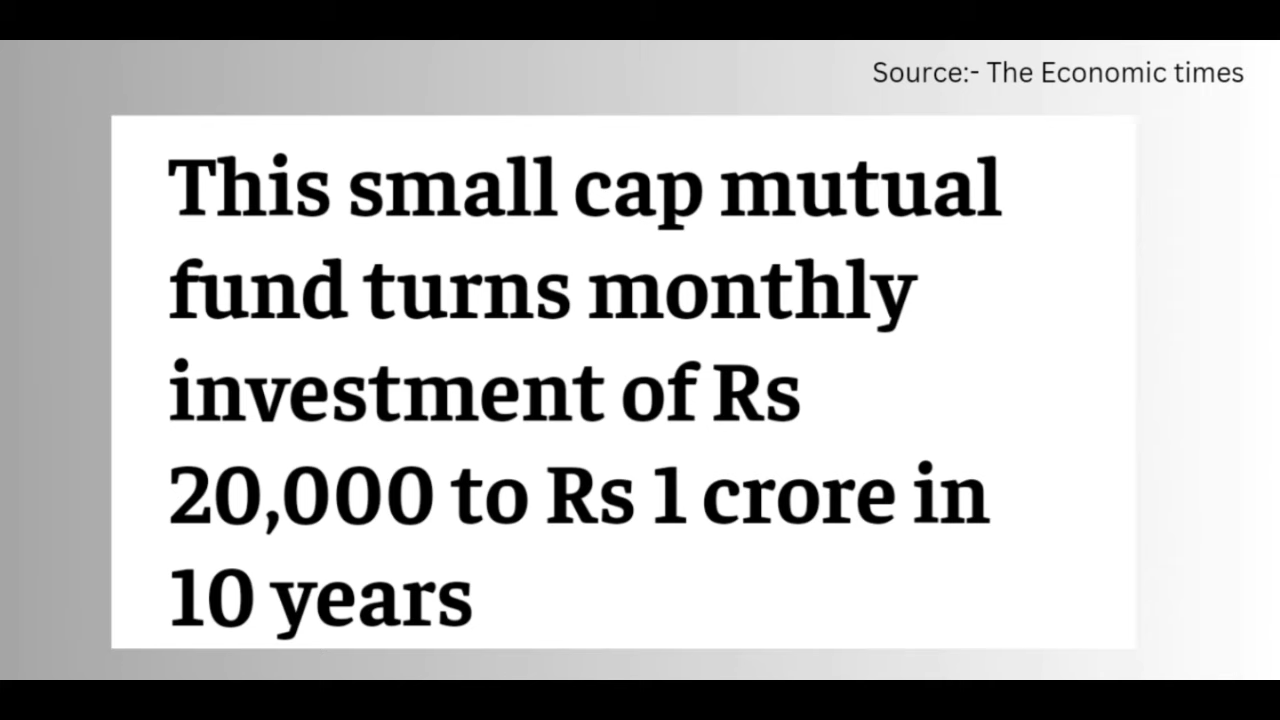 Source:- The Economic times
This small cap mutual
fund turns monthly
investment of Rs
20,000 to Rs 1 crore in
10 years